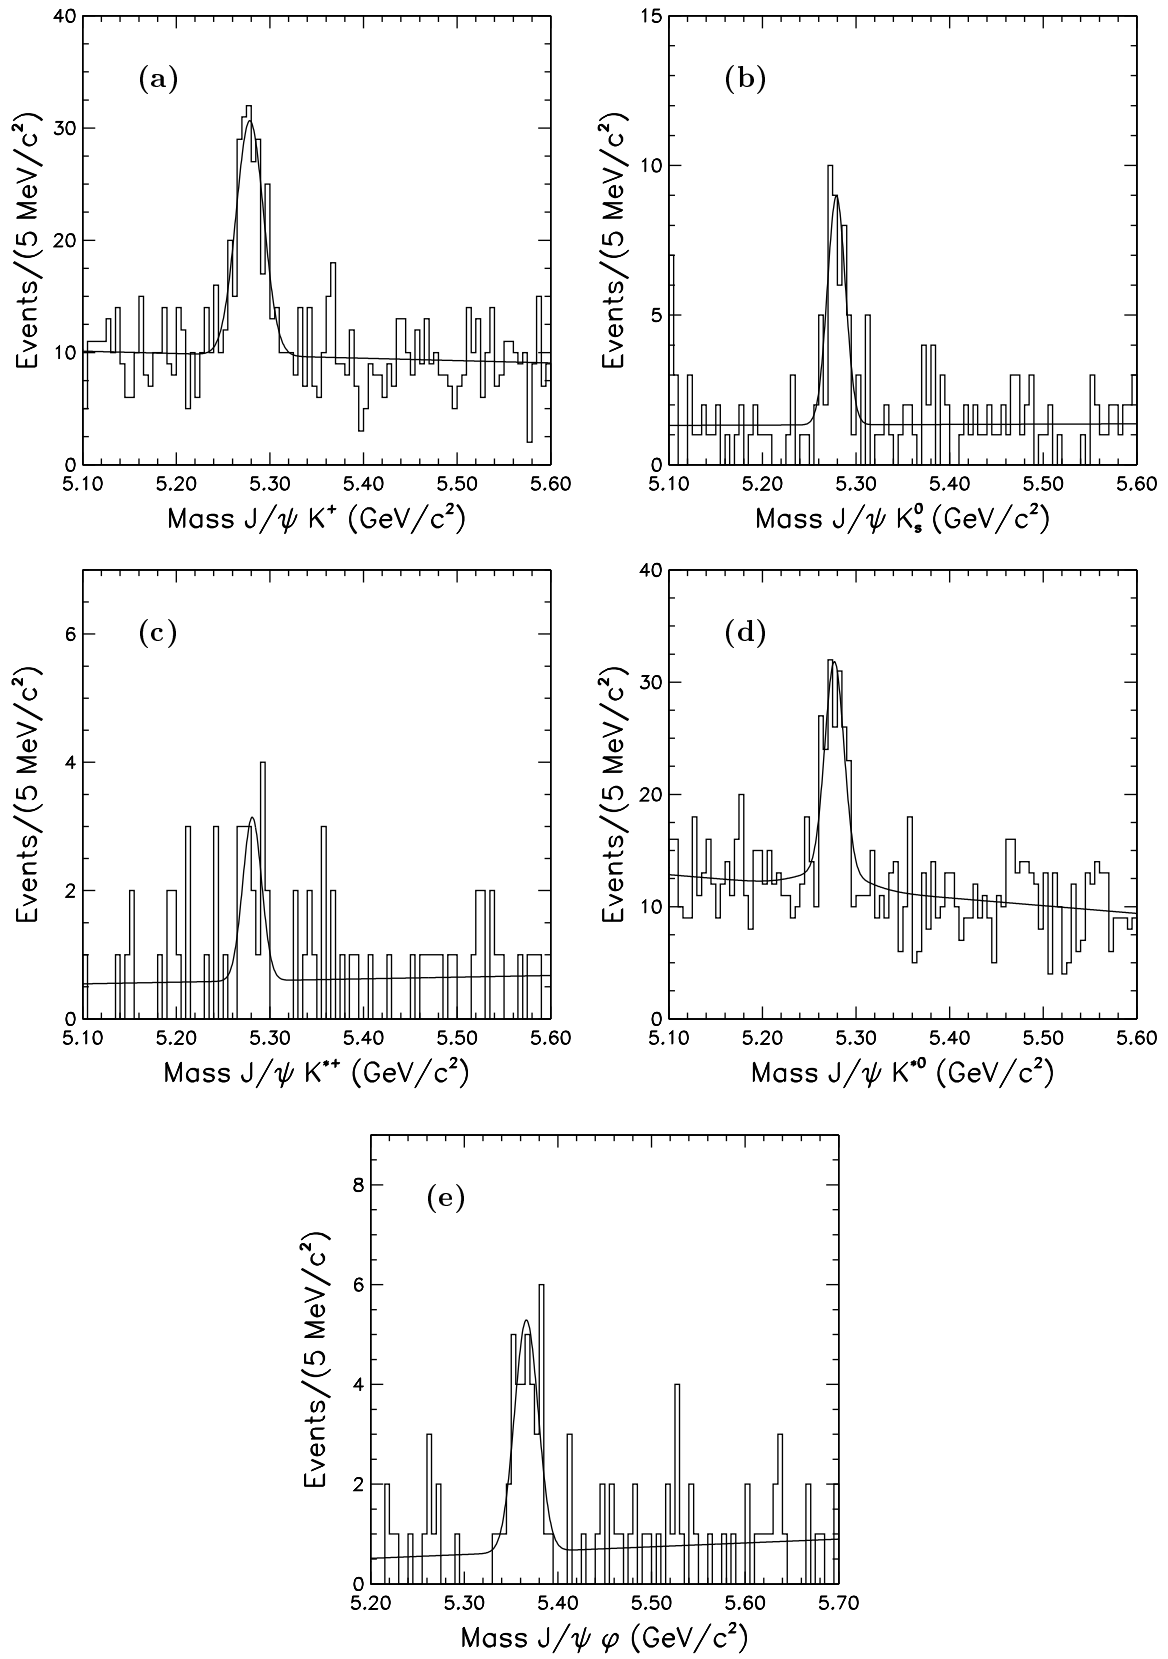 40
30
20
10
0
(a)
Events/(5 MeV/c²)
5.10 5.20 5.30 5.40 5.50 5.60
Mass J/ψ K⁺ (GeV/c²)
15
10
5
0
(b)
Events/(5 MeV/c²)
5.10 5.20 5.30 5.40 5.50 5.60
Mass J/ψ K⁰ₛ (GeV/c²)
6
4
2
0
(c)
Events/(5 MeV/c²)
5.10 5.20 5.30 5.40 5.50 5.60
Mass J/ψ K*⁺ (GeV/c²)
40
30
20
10
0
(d)
Events/(5 MeV/c²)
5.10 5.20 5.30 5.40 5.50 5.60
Mass J/ψ K*⁰ (GeV/c²)
8
6
4
2
0
(e)
Events/(5 MeV/c²)
5.20 5.30 5.40 5.50 5.60 5.70
Mass J/ψ φ (GeV/c²)